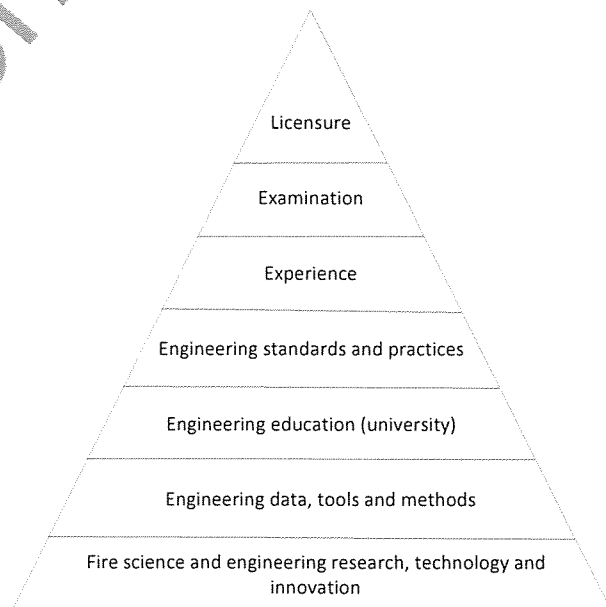 Licensure
Examination
Experience
Engineering standards and practices
Engineering education (university)
Engineering data, tools and methods
Fire science and engineering research, technology and
innovation